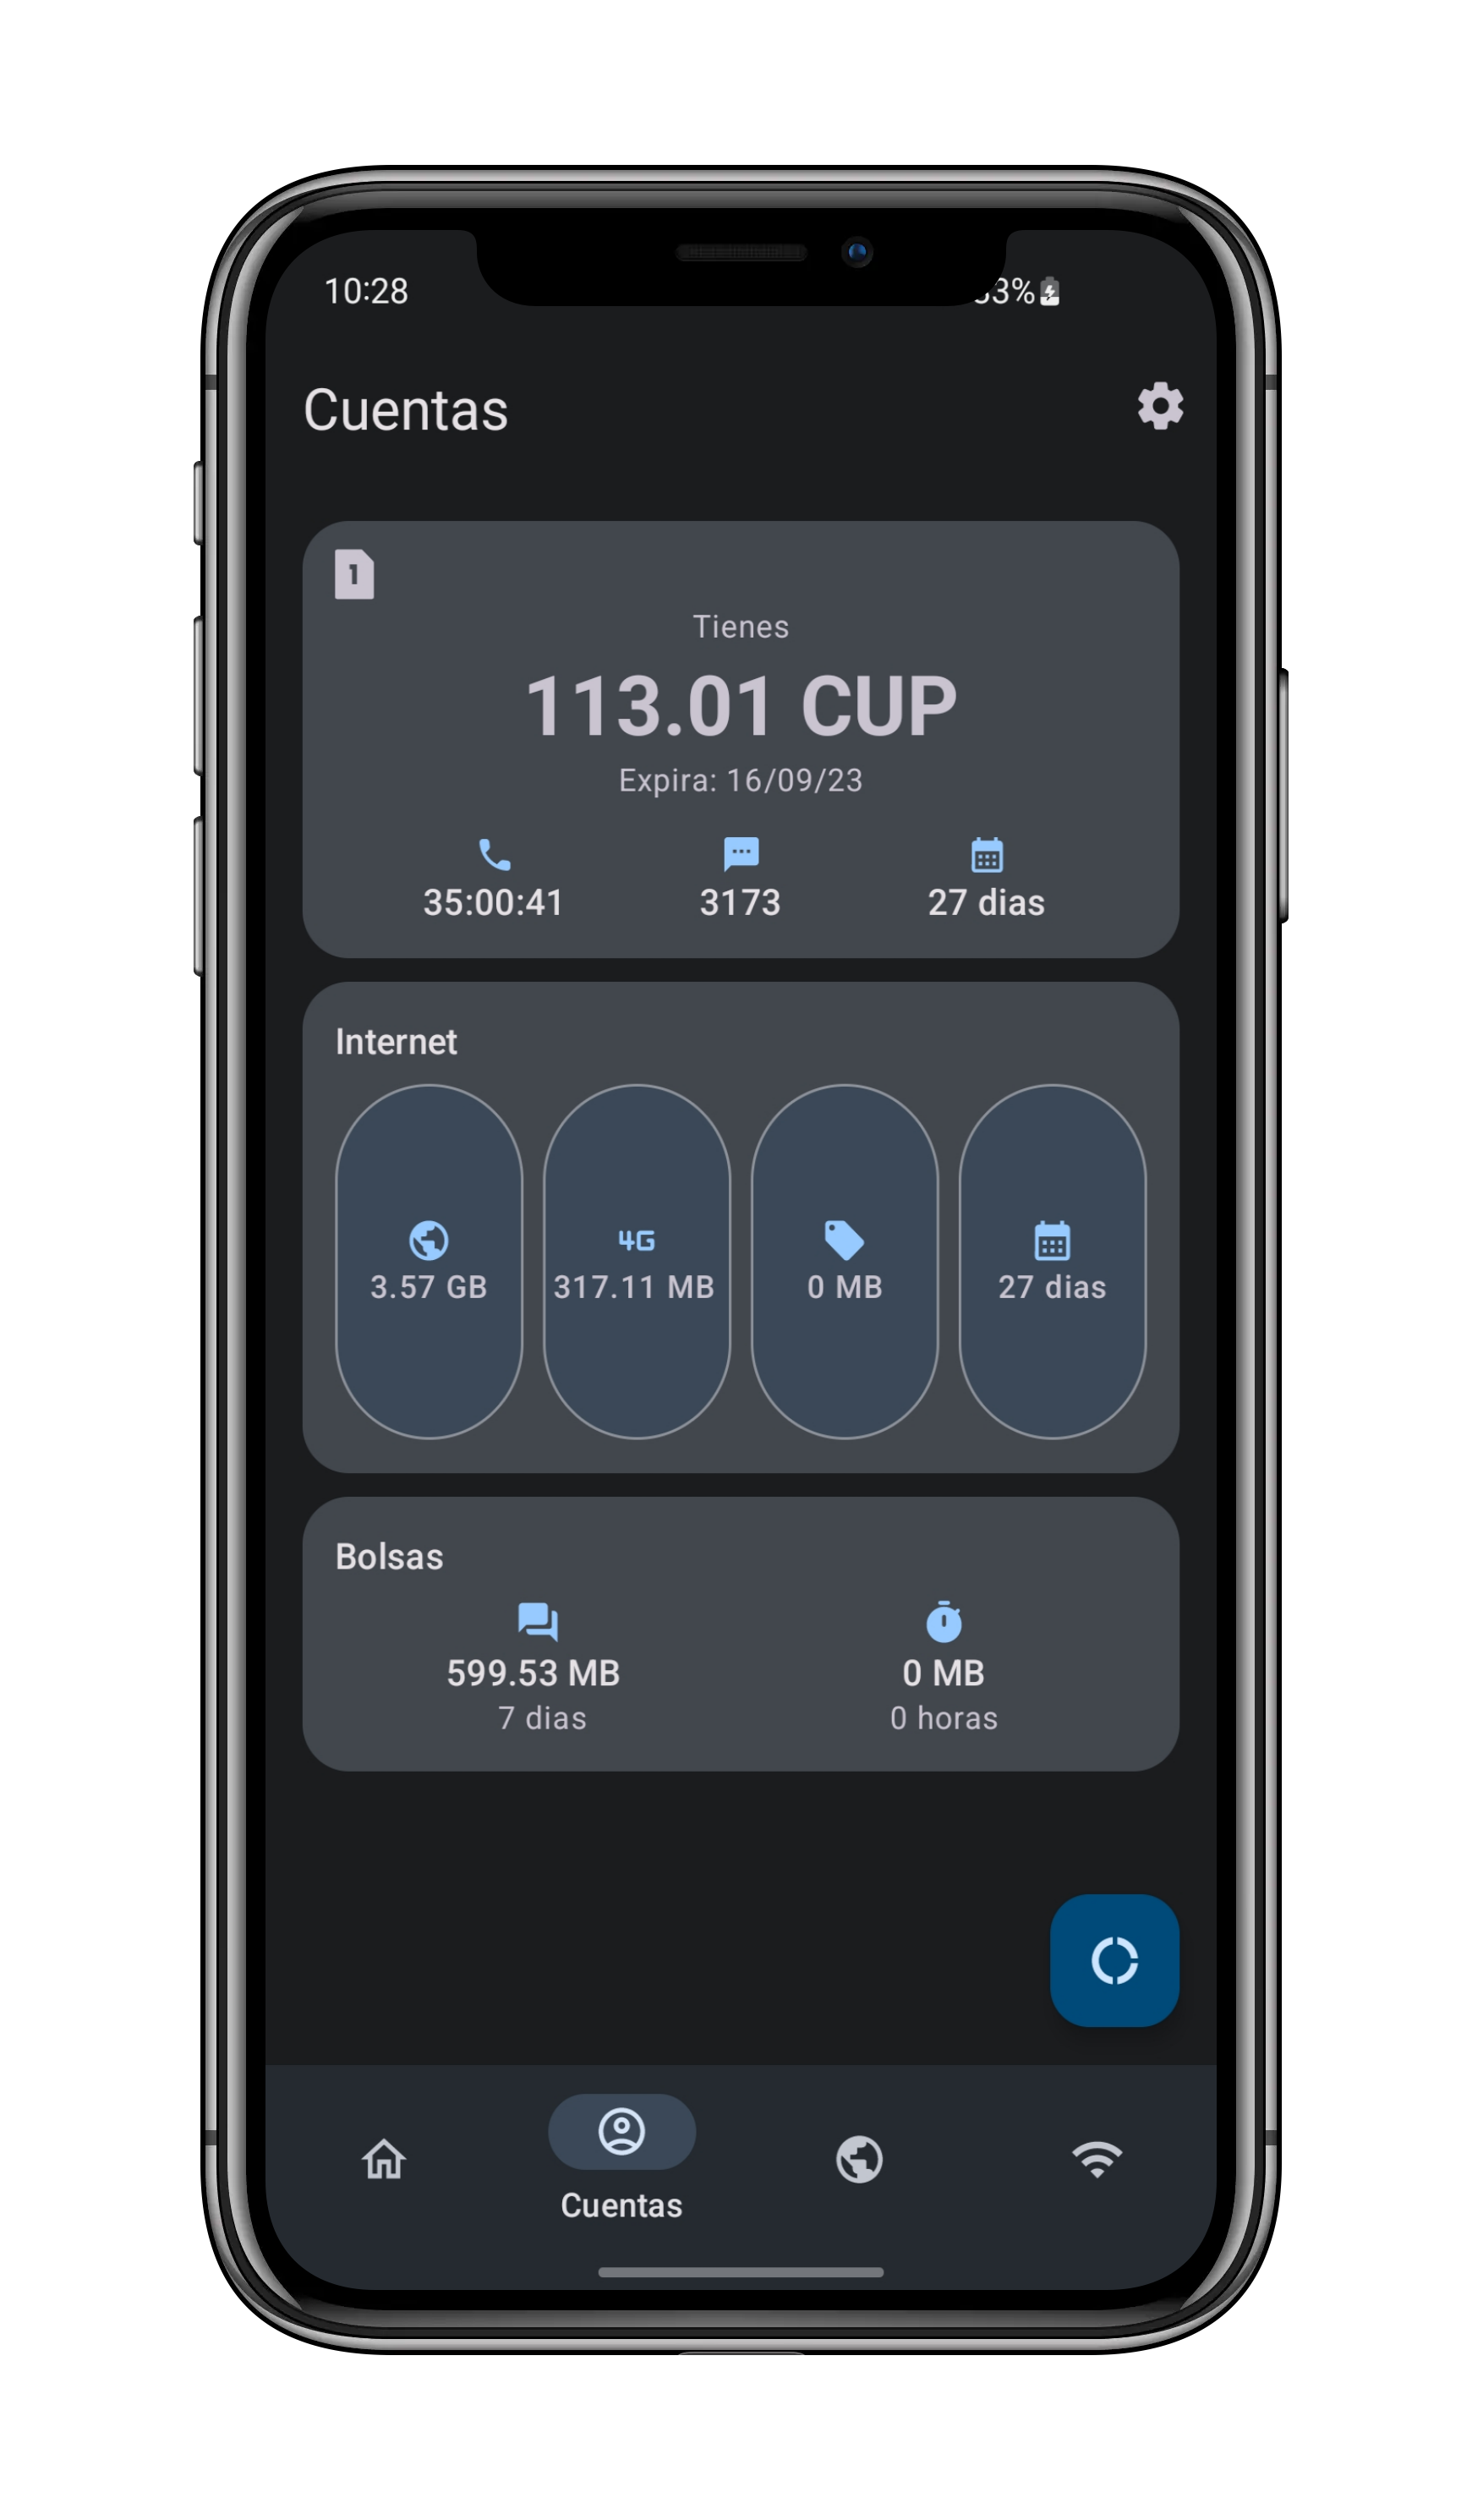 10:28
Cuentas
1
Tienes
113.01 CUP
Expira: 16/09/23
35:00:41 3173 27 dias
Internet
4G
3.57 GB 317.11 MB 0 MB 27 dias
Bolsas
599.53 MB 0 MB
7 dias 0 horas
Cuentas